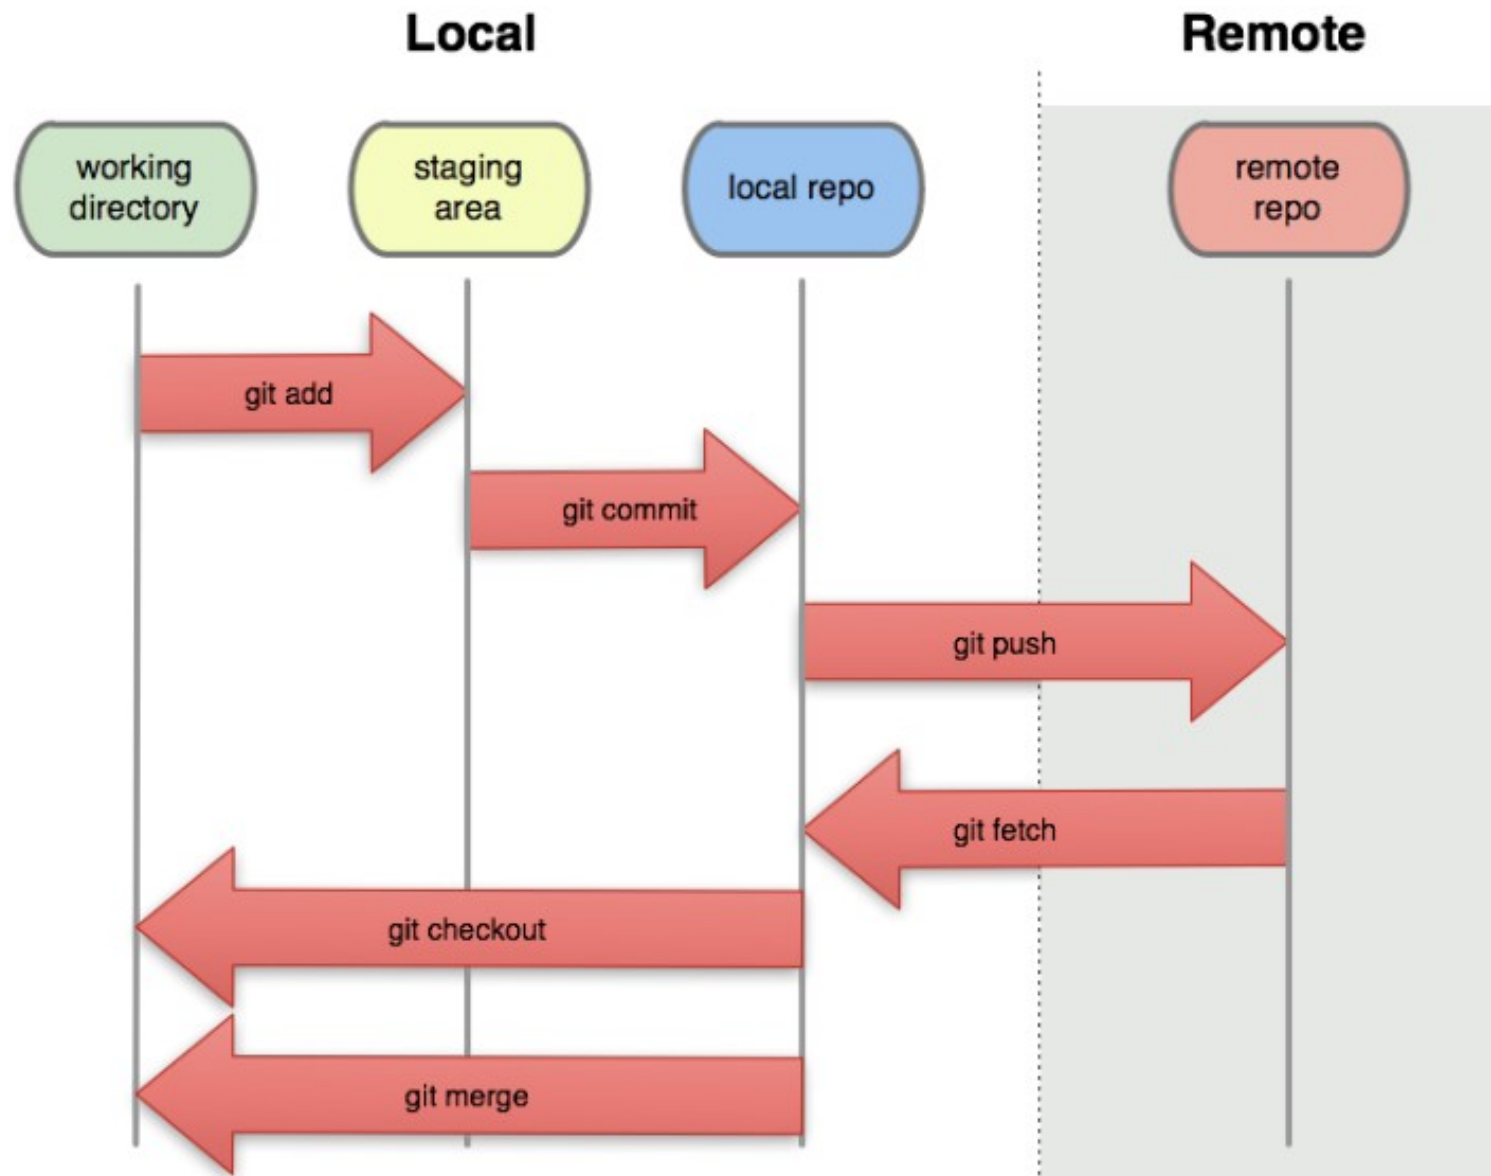 Local
Remote
working
directory
staging
area
local repo
remote
repo
git add
git commit
git push
git fetch
git checkout
git merge